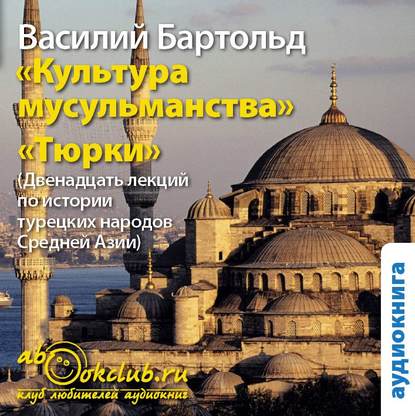 Василий Бартольд
«Культура
мусульманства»
«Тюрки»
(Двенадцать лекций
по истории
турецких народов
Средней Азии)
аудиокнига
abookclub.ru
клуб любителей аудиокниг